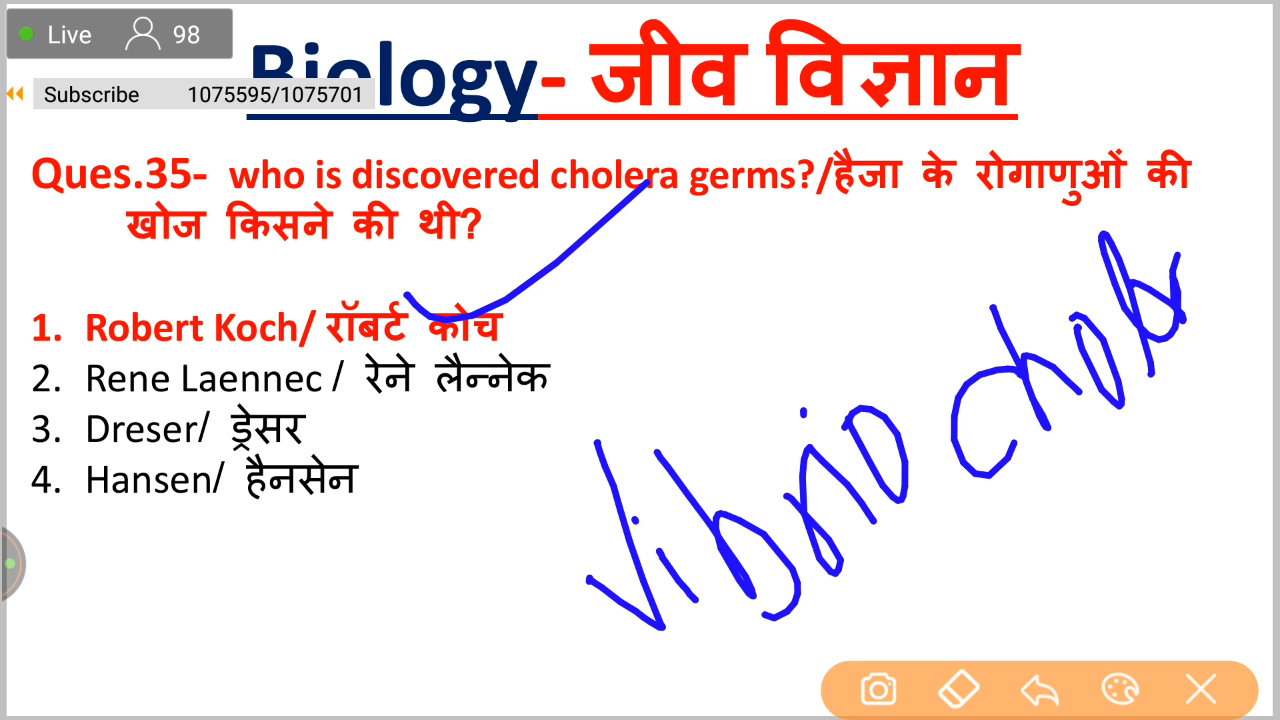 Live 98
Biology- जीव विज्ञान
Subscribe 1075595/1075701
Ques.35- who is discovered cholera germs?/हैजा के रोगाणुओं की
खोज किसने की थी?
1. Robert Koch/ रॉबर्ट कोच
2. Rene Laennec / रेने लैन्नेक
3. Dreser/ ड्रेसर
4. Hansen/ हैनसेन
Vibrio